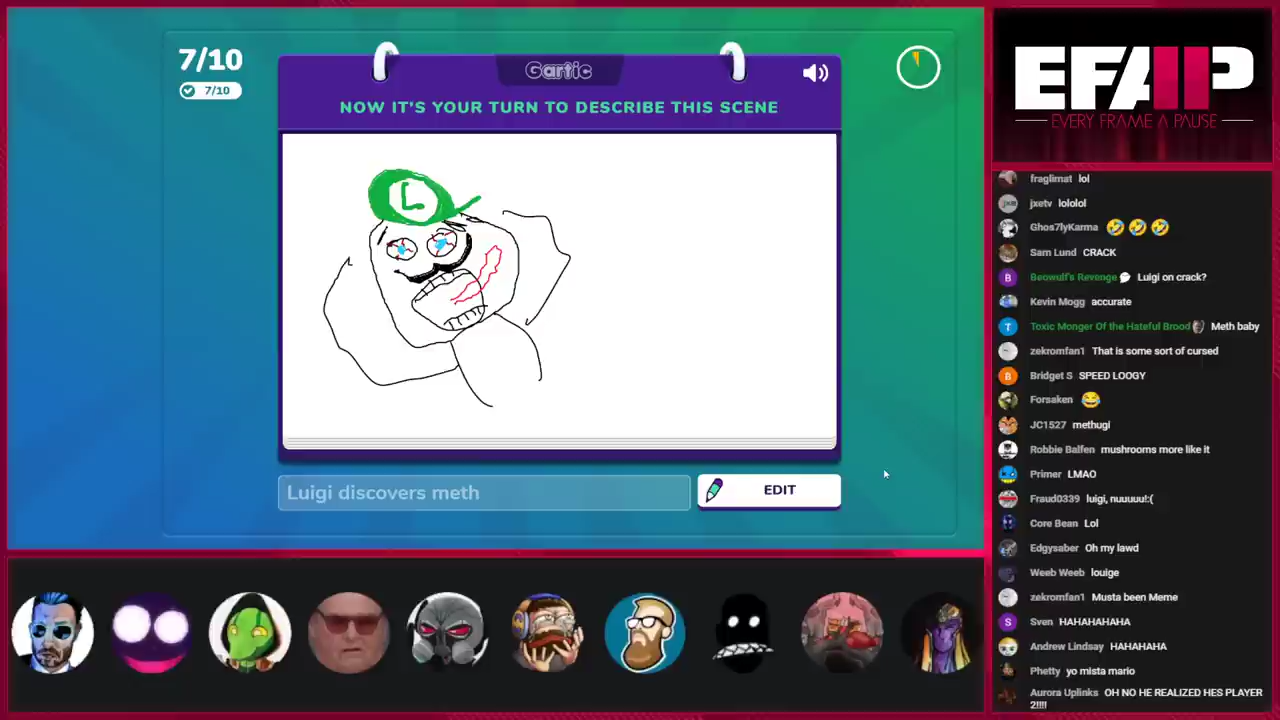 7/10
7/10
Gartic
NOW IT'S YOUR TURN TO DESCRIBE THIS SCENE
L
Luigi discovers meth
EDIT
EFAP
EVERY FRAME A PAUSE
fraglimat lol
jxetv lololol
Ghos7lyKarma 🤣 🤣 🤣
Sam Lund CRACK
Beowulf's Revenge Luigi on crack?
Kevin Mogg accurate
Toxic Monger Of the Hateful Brood Meth baby
zekromfan1 That is some sort of cursed
Bridget S SPEED LOOGY
Forsaken 😂
JC1527 methugi
Robbie Balfen mushrooms more like it
Primer LMAO
Fraud0339 luigi, nuuuuu!:(
Core Bean Lol
Edgysaber Oh my lawd
Weeb Weeb louige
zekromfan1 Musta been Meme
Sven HAHAHAHAHA
Andrew Lindsay HAHAHAHA
Phetty yo mista mario
Aurora Uplinks OH NO HE REALIZED HES PLAYER
2!!!!